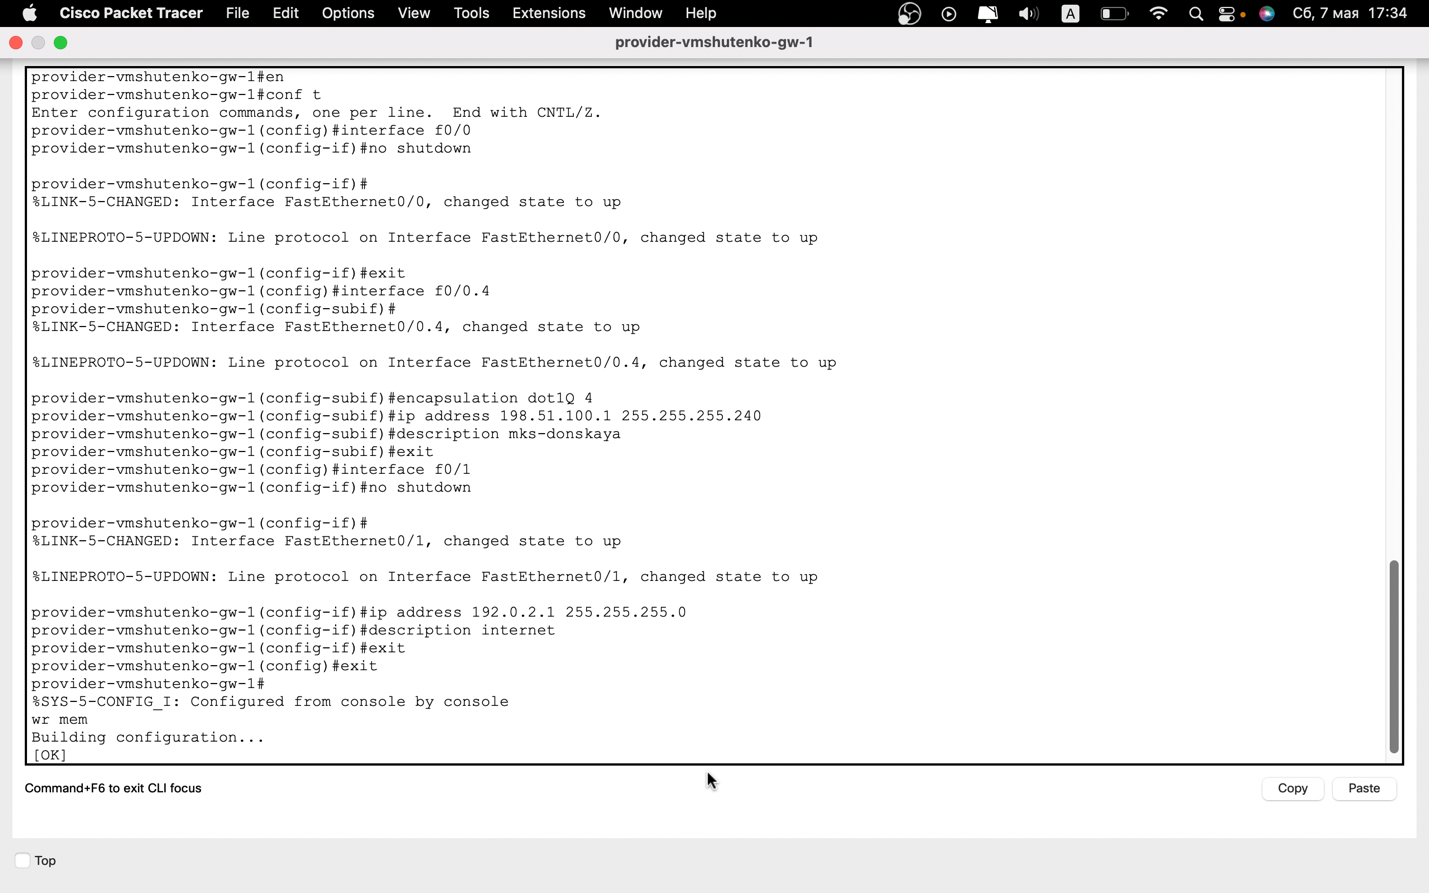 Cisco Packet Tracer File Edit Options View Tools Extensions Window Help A Сб, 7 мая 17:34
provider-vmshutenko-gw-1
provider-vmshutenko-gw-1#en
provider-vmshutenko-gw-1#conf t
Enter configuration commands, one per line.  End with CNTL/Z.
provider-vmshutenko-gw-1(config)#interface f0/0
provider-vmshutenko-gw-1(config-if)#no shutdown
provider-vmshutenko-gw-1(config-if)#
%LINK-5-CHANGED: Interface FastEthernet0/0, changed state to up
%LINEPROTO-5-UPDOWN: Line protocol on Interface FastEthernet0/0, changed state to up
provider-vmshutenko-gw-1(config-if)#exit
provider-vmshutenko-gw-1(config)#interface f0/0.4
provider-vmshutenko-gw-1(config-subif)#
%LINK-5-CHANGED: Interface FastEthernet0/0.4, changed state to up
%LINEPROTO-5-UPDOWN: Line protocol on Interface FastEthernet0/0.4, changed state to up
provider-vmshutenko-gw-1(config-subif)#encapsulation dot1Q 4
provider-vmshutenko-gw-1(config-subif)#ip address 198.51.100.1 255.255.255.240
provider-vmshutenko-gw-1(config-subif)#description mks-donskaya
provider-vmshutenko-gw-1(config-subif)#exit
provider-vmshutenko-gw-1(config)#interface f0/1
provider-vmshutenko-gw-1(config-if)#no shutdown
provider-vmshutenko-gw-1(config-if)#
%LINK-5-CHANGED: Interface FastEthernet0/1, changed state to up
%LINEPROTO-5-UPDOWN: Line protocol on Interface FastEthernet0/1, changed state to up
provider-vmshutenko-gw-1(config-if)#ip address 192.0.2.1 255.255.255.0
provider-vmshutenko-gw-1(config-if)#description internet
provider-vmshutenko-gw-1(config-if)#exit
provider-vmshutenko-gw-1(config)#exit
provider-vmshutenko-gw-1#
%SYS-5-CONFIG_I: Configured from console by console
wr mem
Building configuration...
[OK]
Command+F6 to exit CLI focus
Copy Paste
Top